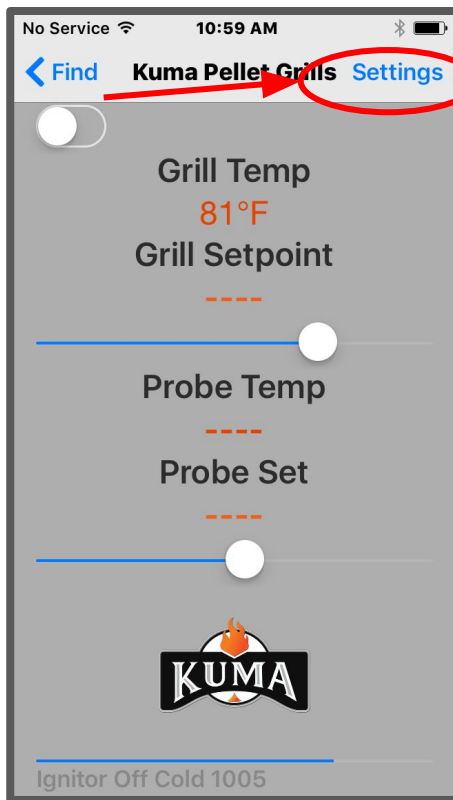 No Service 10:59 AM
Find Kuma Pellet Grills Settings
Grill Temp
81°F
Grill Setpoint
----
Probe Temp
----
Probe Set
----
KUMA
Ignitor Off Cold 1005